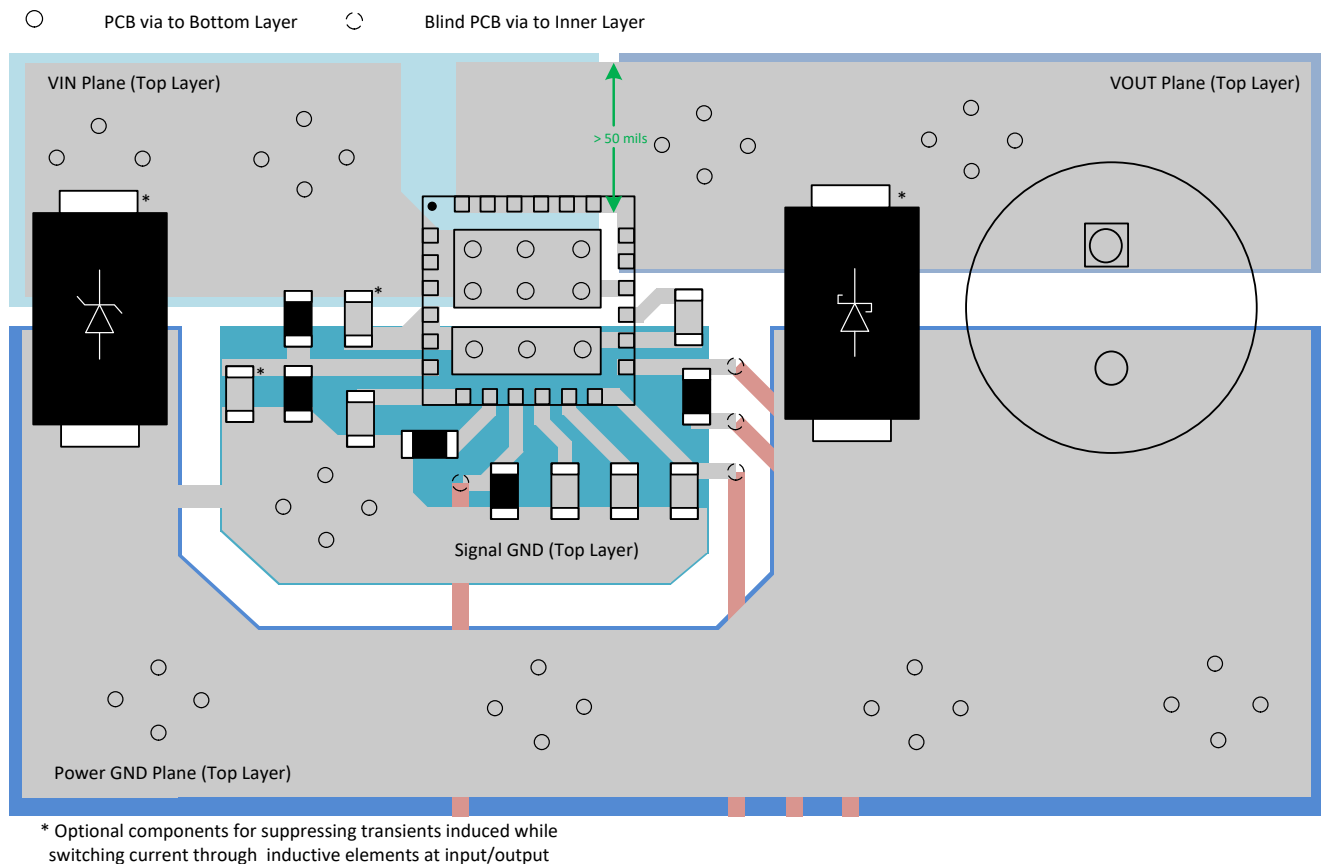 PCB via to Bottom Layer
Blind PCB via to Inner Layer
VIN Plane (Top Layer)
VOUT Plane (Top Layer)
> 50 mils
*
*
*
*
Signal GND (Top Layer)
Power GND Plane (Top Layer)
* Optional components for suppressing transients induced while
switching current through inductive elements at input/output